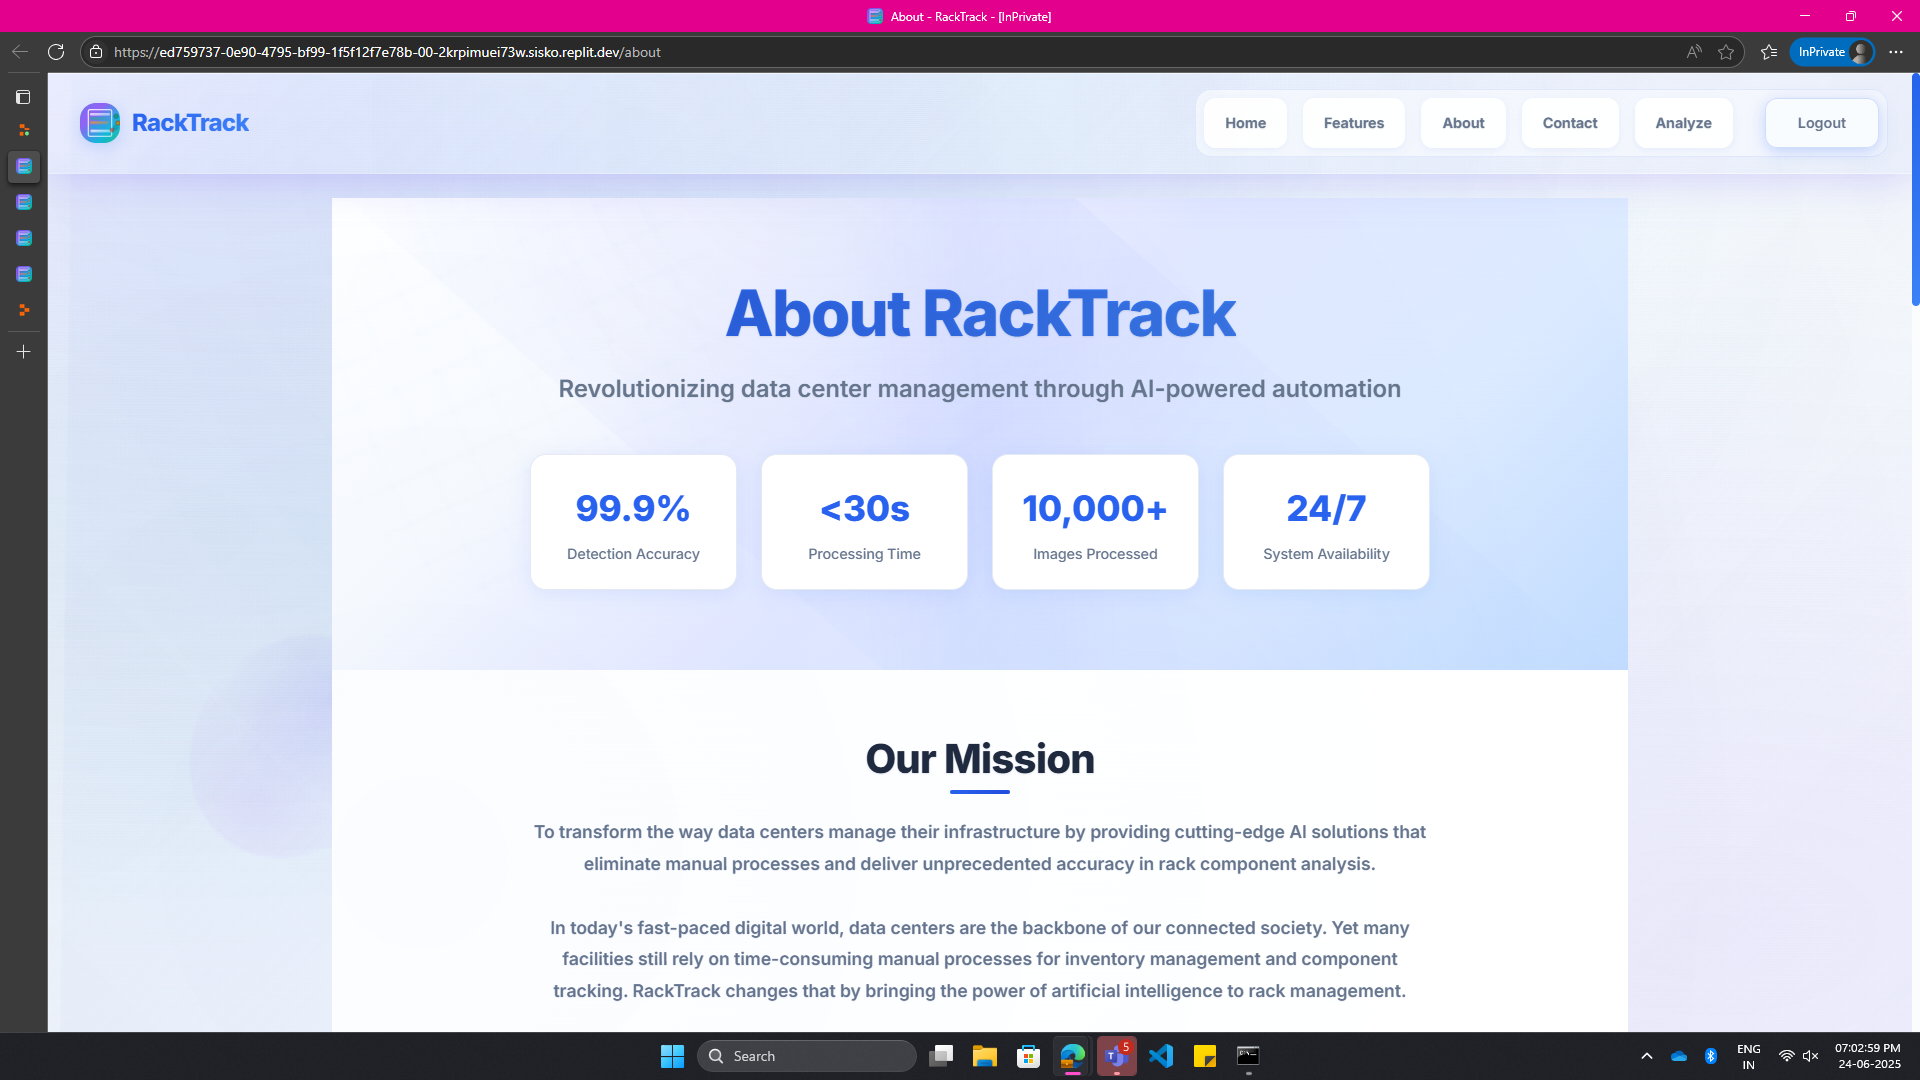 About - RackTrack - [InPrivate]
https://ed759737-0e90-4795-bf99-1f5f12f7e78b-00-2krpimuei73w.sisko.replit.dev/about
InPrivate
RackTrack
Home
Features
About
Contact
Analyze
Logout
About RackTrack
Revolutionizing data center management through AI-powered automation
99.9%
Detection Accuracy
<30s
Processing Time
10,000+
Images Processed
24/7
System Availability
Our Mission
To transform the way data centers manage their infrastructure by providing cutting-edge AI solutions that
eliminate manual processes and deliver unprecedented accuracy in rack component analysis.
In today's fast-paced digital world, data centers are the backbone of our connected society. Yet many
facilities still rely on time-consuming manual processes for inventory management and component
tracking. RackTrack changes that by bringing the power of artificial intelligence to rack management.
Search
5
ENG
IN
07:02:59 PM
24-06-2025